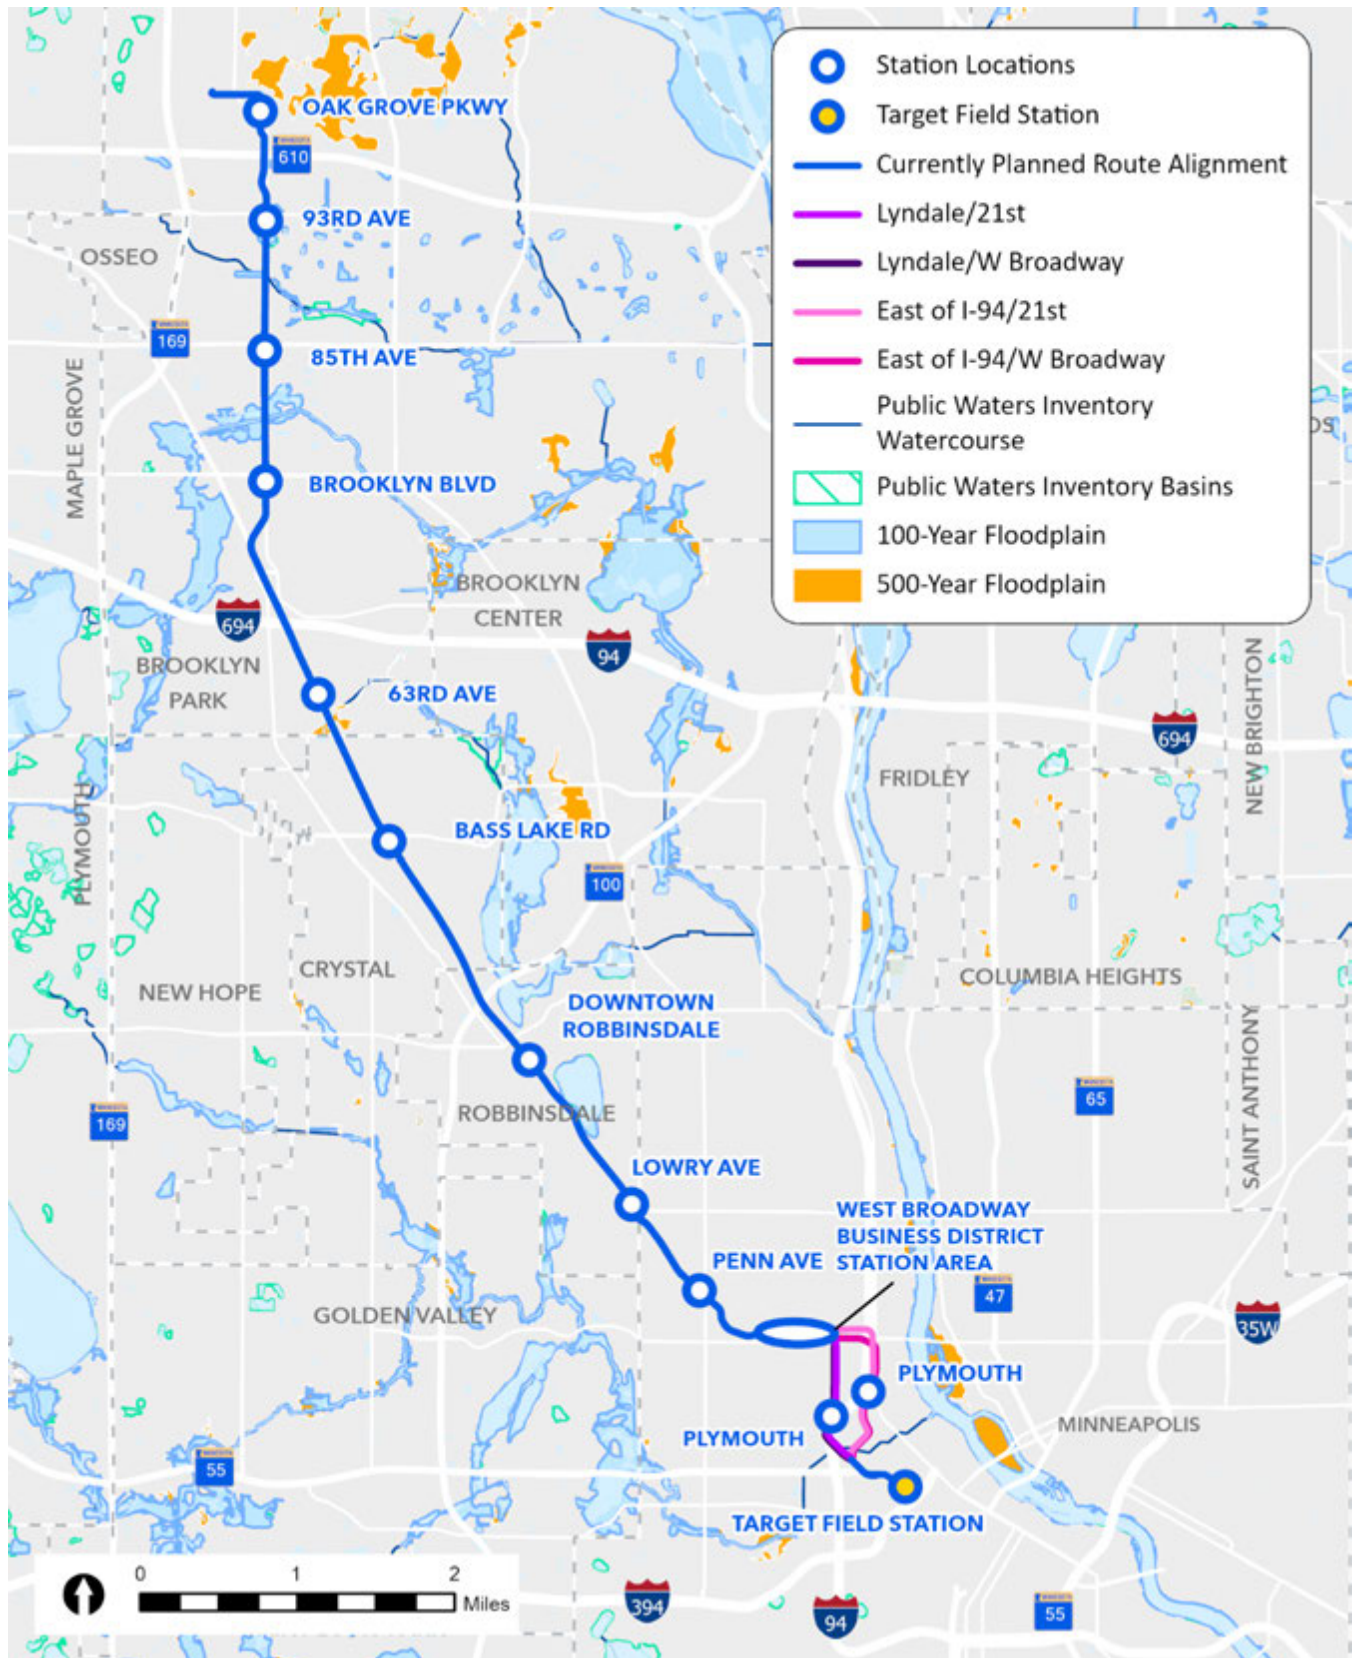 Station Locations
Target Field Station
Currently Planned Route Alignment
Lyndale/21st
Lyndale/W Broadway
East of I-94/21st
East of I-94/W Broadway
Public Waters Inventory
Watercourse
Public Waters Inventory Basins
100-Year Floodplain
500-Year Floodplain
OAK GROVE PKWY
610
93RD AVE
OSSEO
169
85TH AVE
MAPLE GROVE
BROOKLYN BLVD
BROOKLYN
CENTER
694
94
BROOKLYN
PARK
63RD AVE
NEW BRIGHTON
694
FRIDLEY
PLYMOUTH
BASS LAKE RD
100
CRYSTAL
NEW HOPE
COLUMBIA HEIGHTS
DOWNTOWN
ROBBINSDALE
SAINT ANTHONY
65
169
ROBBINSDALE
LOWRY AVE
WEST BROADWAY
BUSINESS DISTRICT
STATION AREA
PENN AVE
47
GOLDEN VALLEY
35W
PLYMOUTH
PLYMOUTH
MINNEAPOLIS
55
TARGET FIELD STATION
0 1 2
Miles
394
94
55